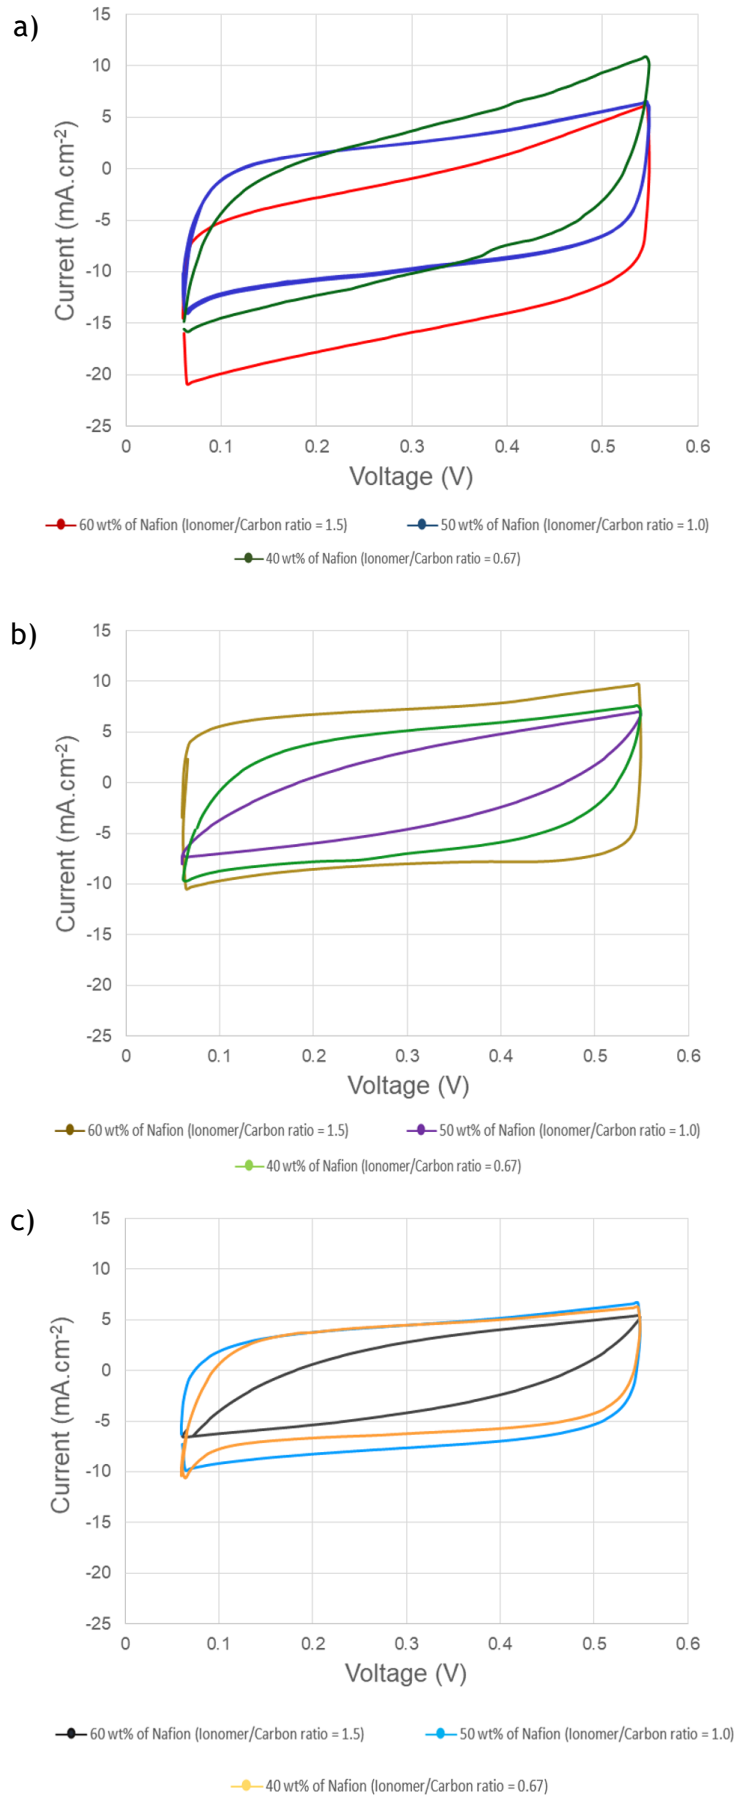 a)
15
10
5
0
-5
-10
-15
-20
-25
Current (mA.cm-2)
0 0.1 0.2 0.3 0.4 0.5 0.6
Voltage (V)
60 wt% of Nafion (Ionomer/Carbon ratio = 1.5) 50 wt% of Nafion (Ionomer/Carbon ratio = 1.0)
40 wt% of Nafion (Ionomer/Carbon ratio = 0.67)
b)
15
10
5
0
-5
-10
-15
-20
-25
Current (mA.cm-2)
0 0.1 0.2 0.3 0.4 0.5 0.6
Voltage (V)
60 wt% of Nafion (Ionomer/Carbon ratio = 1.5) 50 wt% of Nafion (Ionomer/Carbon ratio = 1.0)
40 wt% of Nafion (Ionomer/Carbon ratio = 0.67)
c)
15
10
5
0
-5
-10
-15
-20
-25
Current (mA.cm-2)
0 0.1 0.2 0.3 0.4 0.5 0.6
Voltage (V)
60 wt% of Nafion (Ionomer/Carbon ratio = 1.5) 50 wt% of Nafion (Ionomer/Carbon ratio = 1.0)
40 wt% of Nafion (Ionomer/Carbon ratio = 0.67)